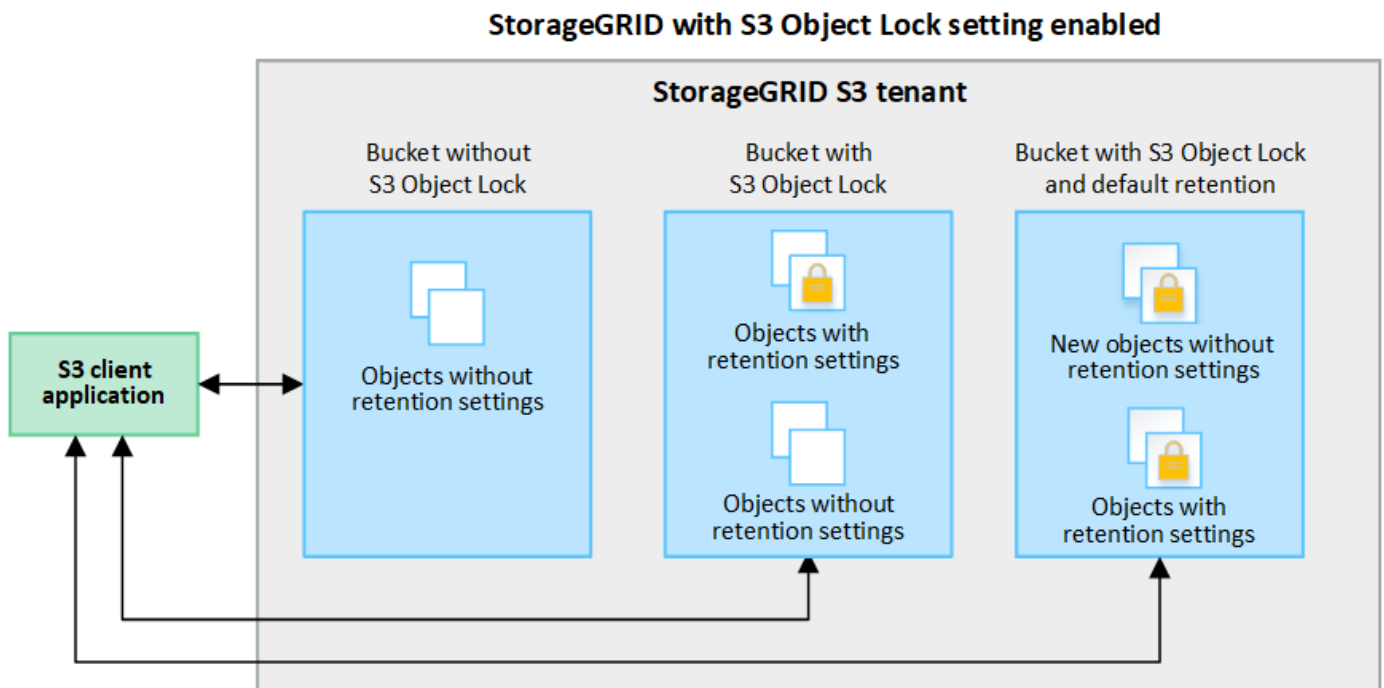 StorageGRID with S3 Object Lock setting enabled
StorageGRID S3 tenant
Bucket without
S3 Object Lock
Bucket with
S3 Object Lock
Bucket with S3 Object Lock
and default retention
S3 client
application
Objects without
retention settings
Objects with
retention settings
Objects without
retention settings
New objects without
retention settings
Objects with
retention settings